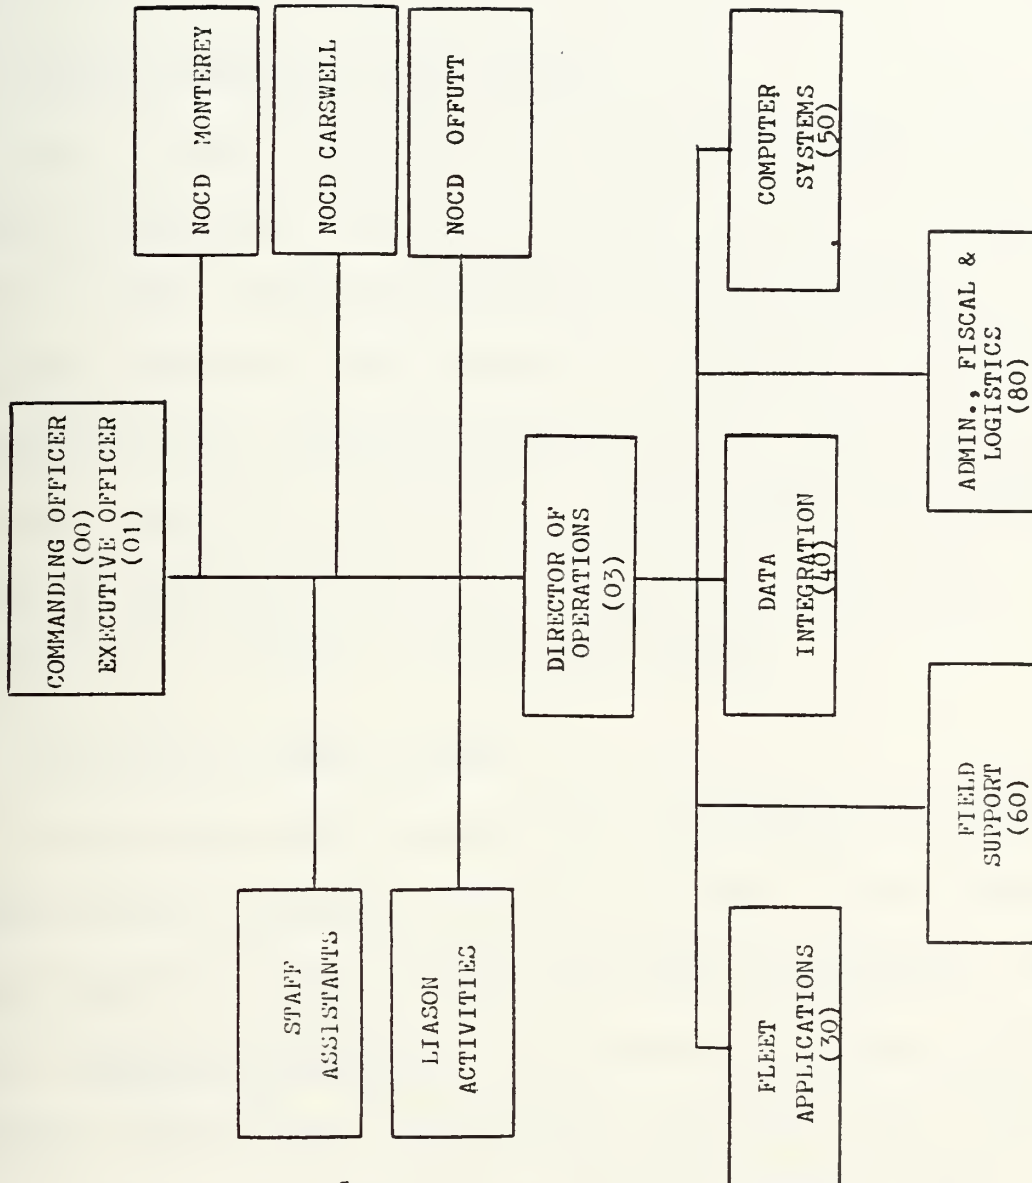 COMMANDING OFFICER
(00)
EXECUTIVE OFFICER
(01)
NOCD MONTEREY
NOCD CARSWELL
NOCD OFFUTT
STAFF
ASSISTANTS
LIASON
ACTIVITIES
DIRECTOR OF
OPERATIONS
(03)
FLEET
APPLICATIONS
(30)
DATA
INTEGRATION
(40)
COMPUTER
SYSTEMS
(50)
FIELD
SUPPORT
(60)
ADMIN., FISCAL &
LOGISTICS
(80)